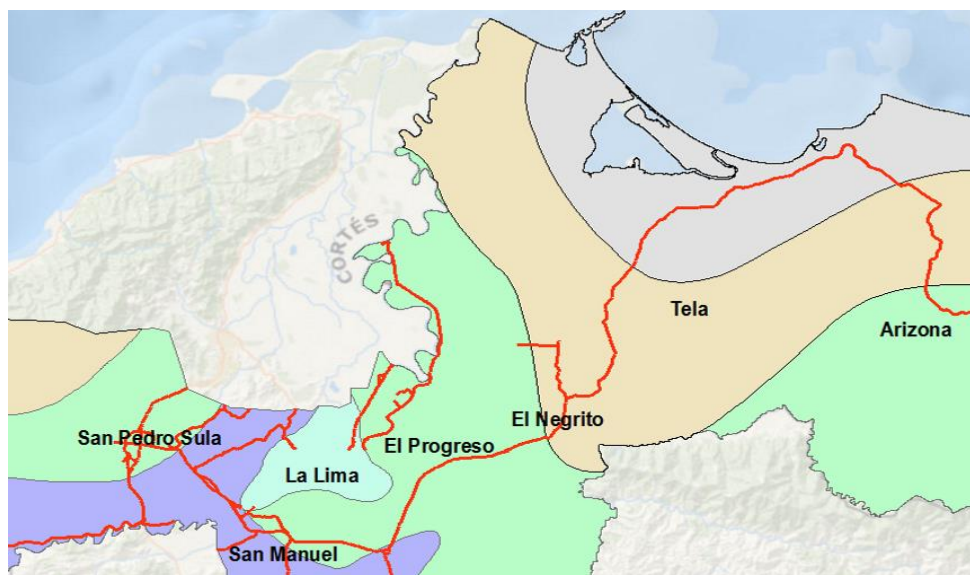 CORTÉS
Tela
Arizona
El Negrito
San Pedro Sula
El Progreso
La Lima
San Manuel